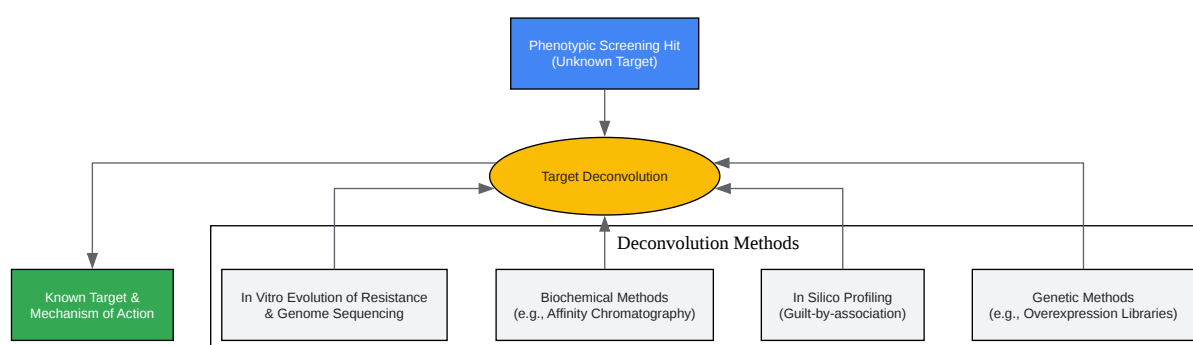 Phenotypic Screening Hit
(Unknown Target)
Target Deconvolution
Deconvolution Methods
Known Target &
Mechanism of Action
In Vitro Evolution of Resistance
& Genome Sequencing
Biochemical Methods
(e.g., Affinity Chromatography)
In Silico Profiling
(Guilt-by-association)
Genetic Methods
(e.g., Overexpression Libraries)